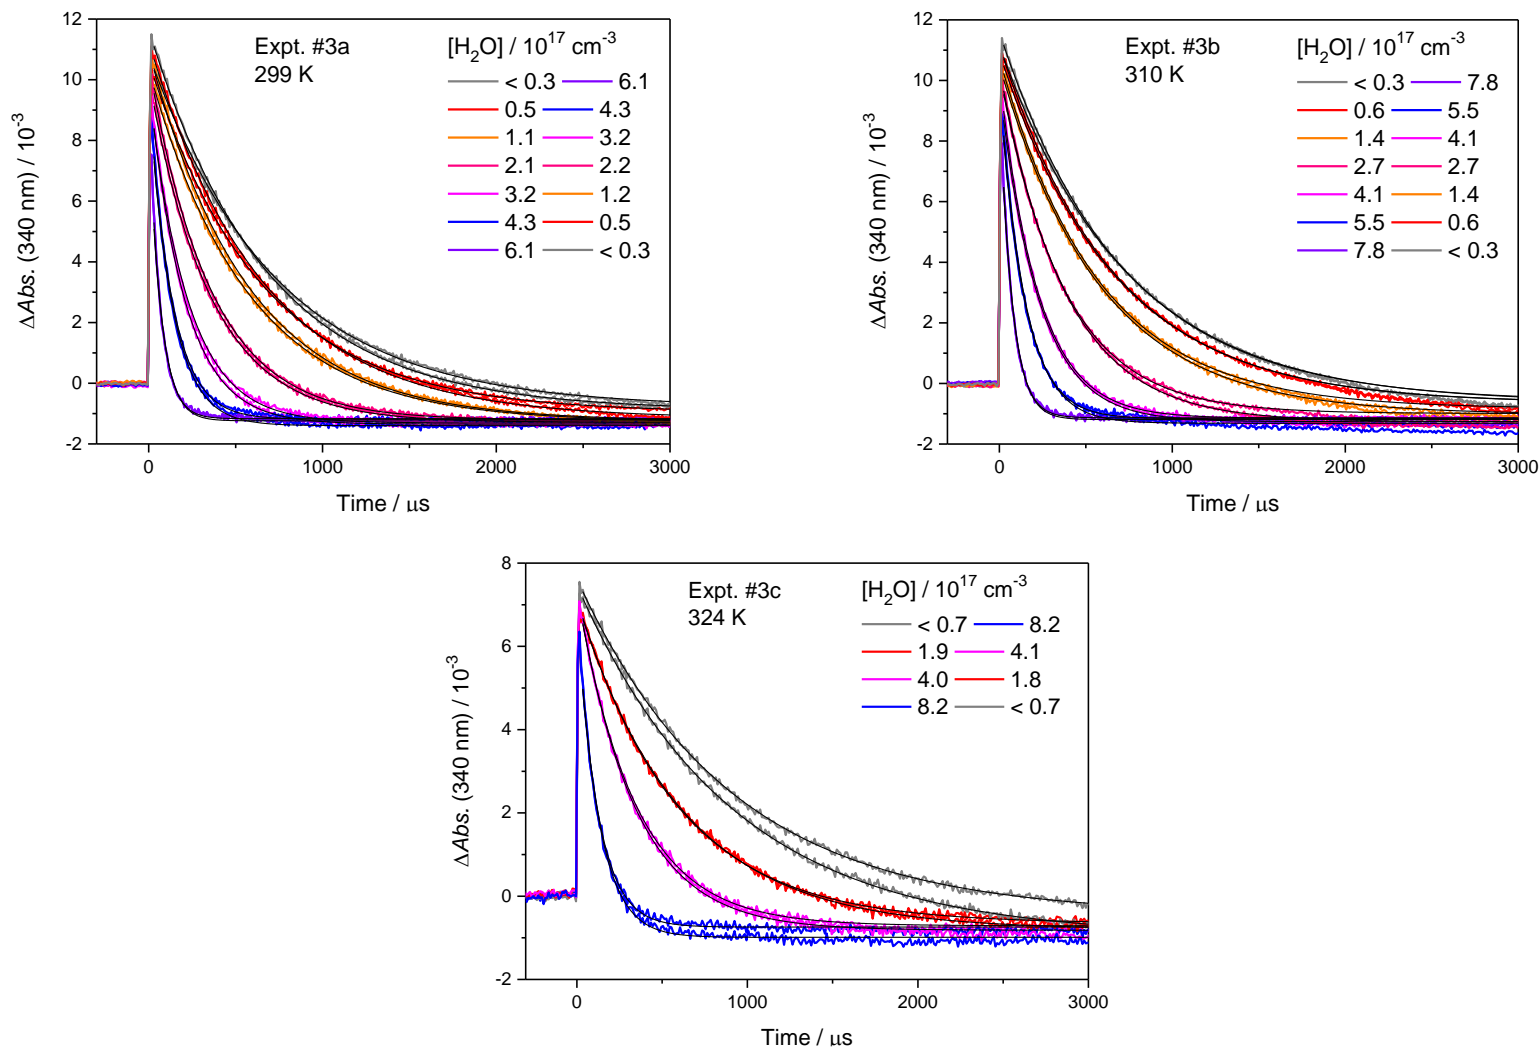 Expt. #3a
299 K
[H2O] / 10^17 cm^-3
< 0.3 6.1
0.5 4.3
1.1 3.2
2.1 2.2
3.2 1.2
4.3 0.5
6.1 < 0.3
12
10
8
6
4
2
0
-2
ΔAbs. (340 nm) / 10^-3
0 1000 2000 3000
Time / μs
Expt. #3b
310 K
[H2O] / 10^17 cm^-3
< 0.3 7.8
0.6 5.5
1.4 4.1
2.7 2.7
4.1 1.4
5.5 0.6
7.8 < 0.3
12
10
8
6
4
2
0
-2
ΔAbs. (340 nm) / 10^-3
0 1000 2000 3000
Time / μs
Expt. #3c
324 K
[H2O] / 10^17 cm^-3
< 0.7 8.2
1.9 4.1
4.0 1.8
8.2 < 0.7
8
6
4
2
0
-2
ΔAbs. (340 nm) / 10^-3
0 1000 2000 3000
Time / μs